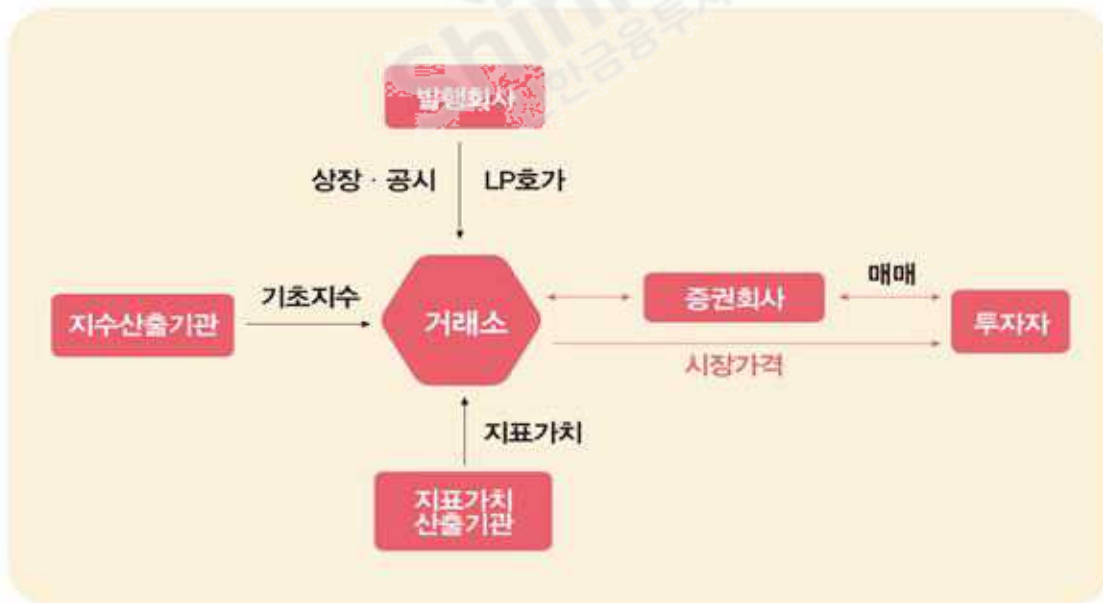 발행회사
상장 · 공시
LP호가
기초지수
지수산출기관
거래소
증권회사
매매
투자자
시장가격
지표가치
지표가치
산출기관